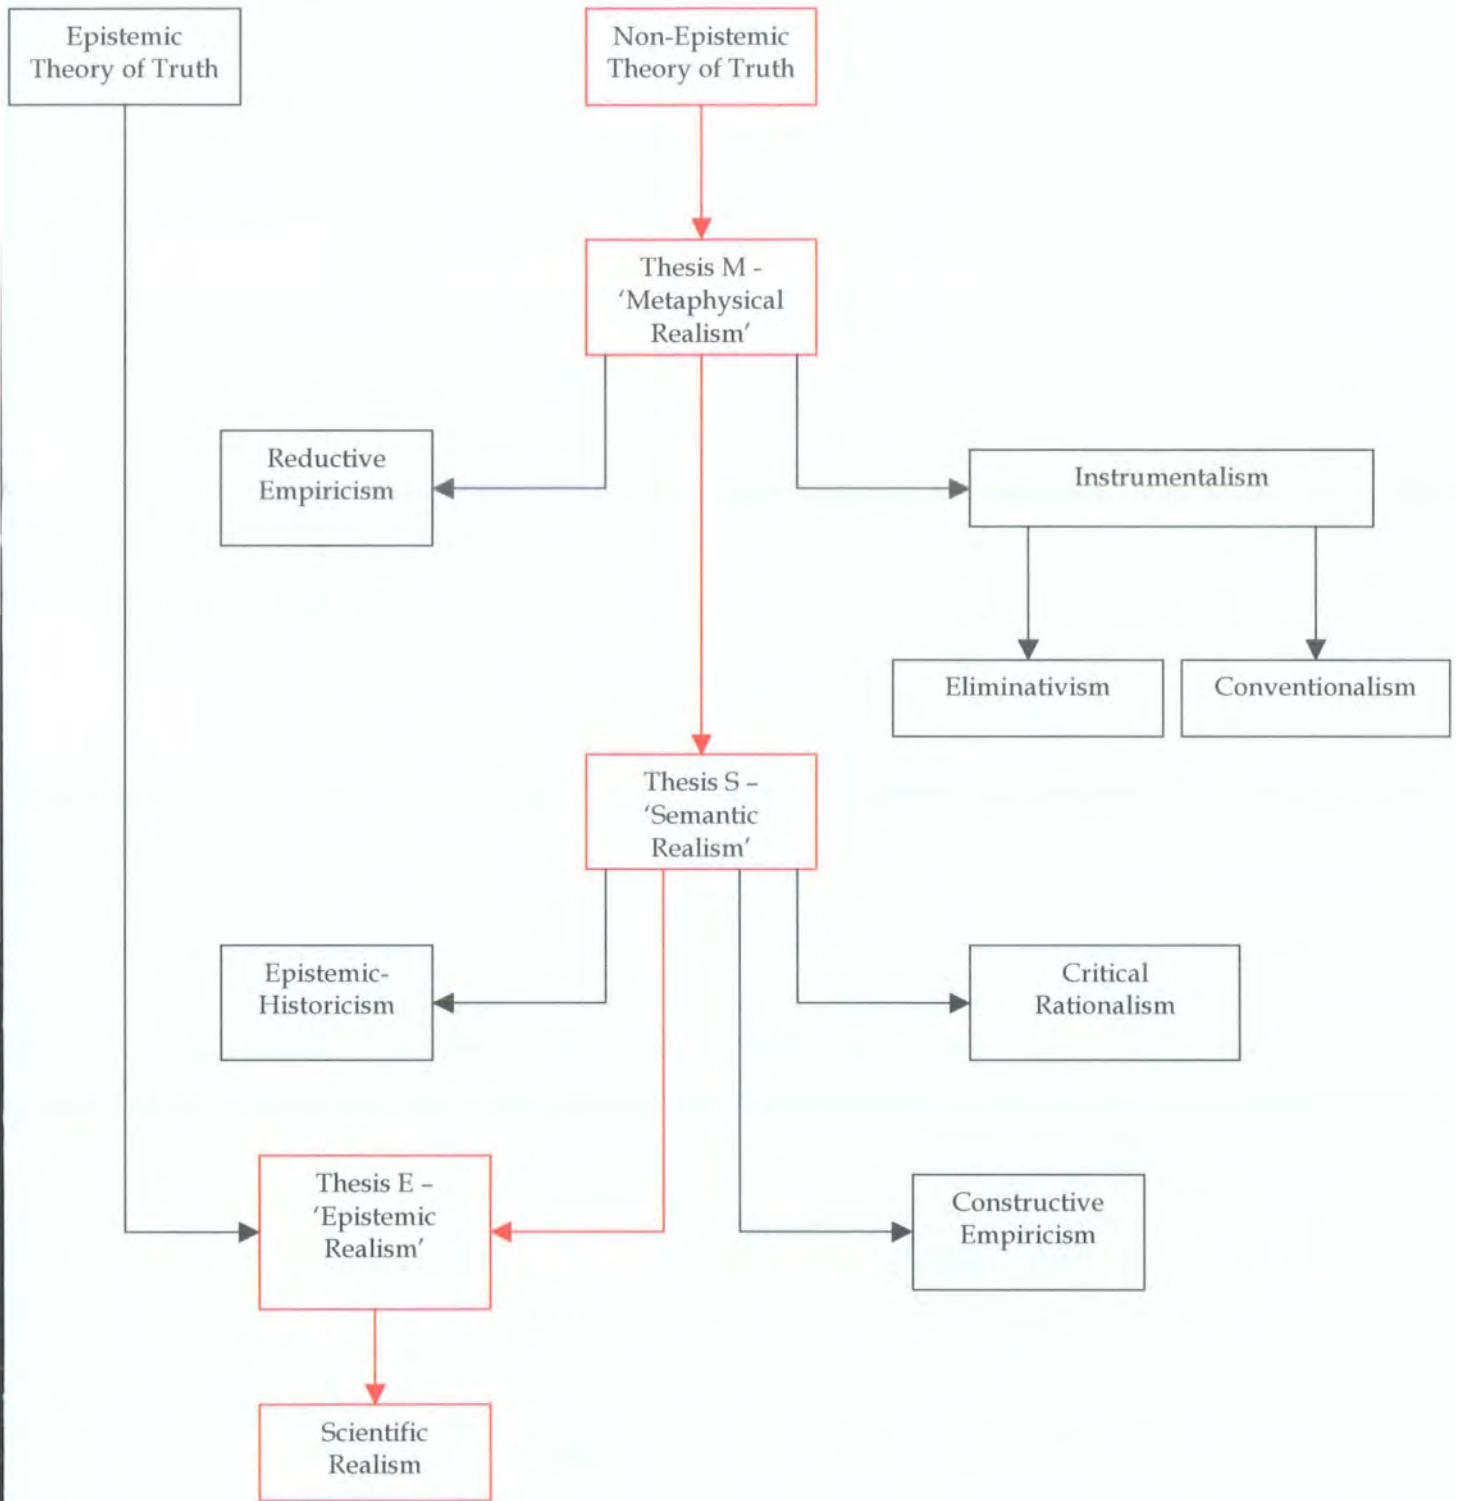 Epistemic
Theory of Truth
Non-Epistemic
Theory of Truth
Thesis M -
‘Metaphysical
Realism’
Reductive
Empiricism
Instrumentalism
Eliminativism
Conventionalism
Thesis S –
‘Semantic
Realism’
Epistemic-
Historicism
Critical
Rationalism
Thesis E –
‘Epistemic
Realism’
Constructive
Empiricism
Scientific
Realism